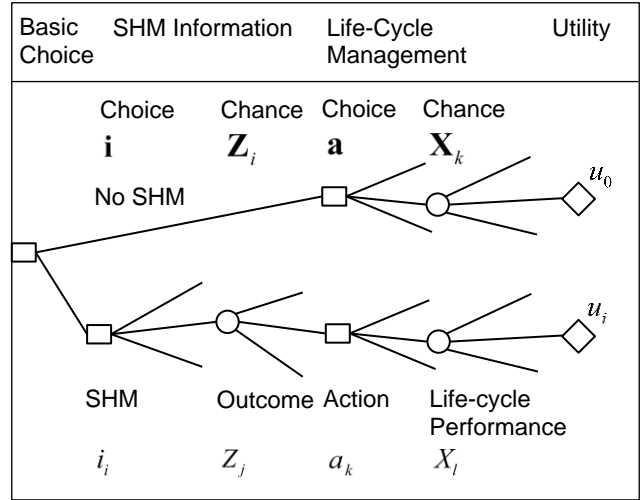 Basic Choice SHM Information Life-Cycle Management Utility
Choice Chance Choice Chance
i Z_i a X_k
No SHM u_0
u_i
SHM Outcome Action Life-cycle Performance
i_i Z_j a_k X_l